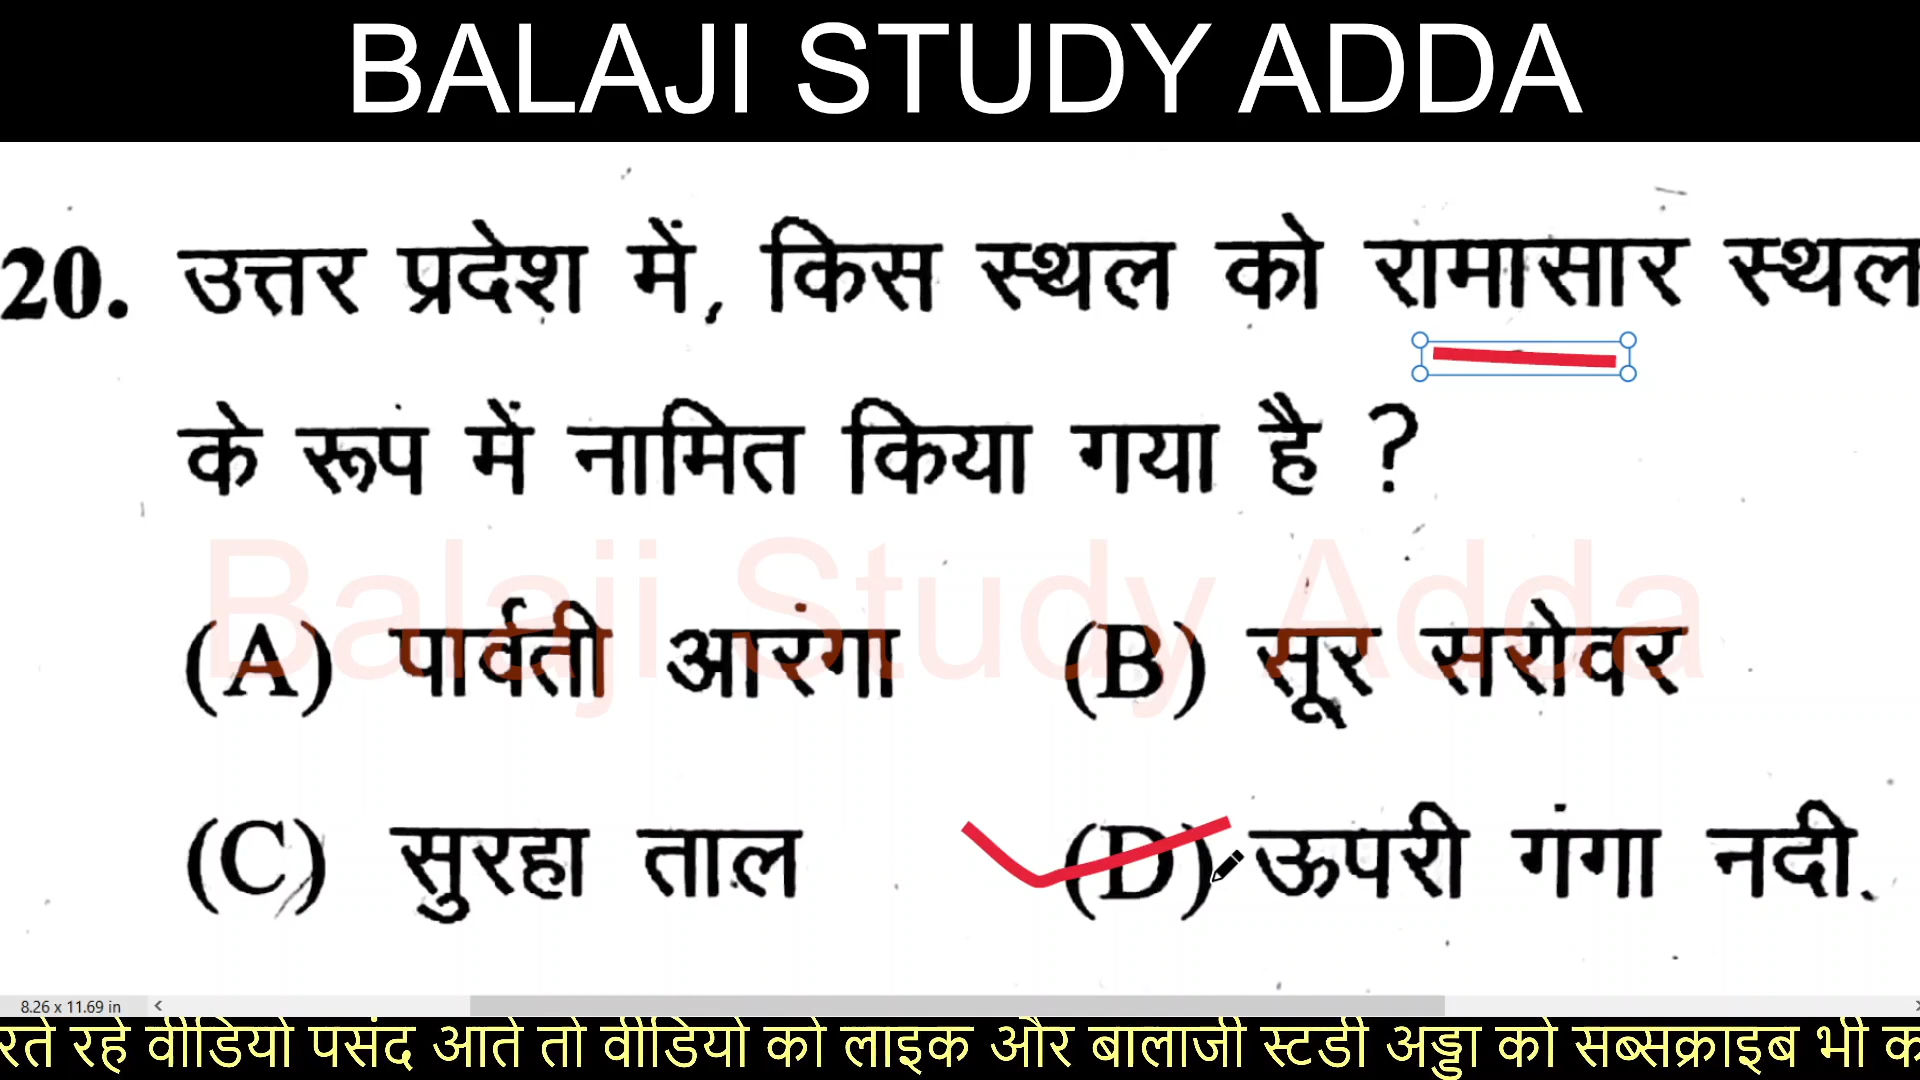 BALAJI STUDY ADDA
20. उत्तर प्रदेश में, किस स्थल को रामासार स्थल
के रूप में नामित किया गया है ?
Balaji Study Adda
(A) पार्वती आरंगा (B) सूर सरोवर
(C) सुरहा ताल (D) ऊपरी गंगा नदी.
8.26 x 11.69 in
रते रहे वीडियो पसंद आते तो वीडियो को लाइक और बालाजी स्टडी अड्डा को सब्सक्राइब भी क